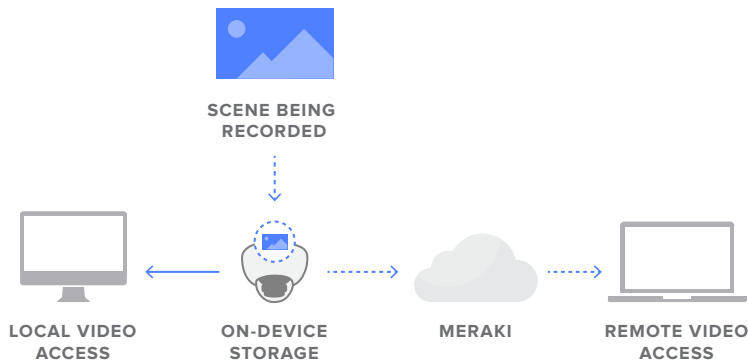 SCENE BEING
RECORDED
LOCAL VIDEO
ACCESS
ON-DEVICE
STORAGE
MERAKI
REMOTE VIDEO
ACCESS